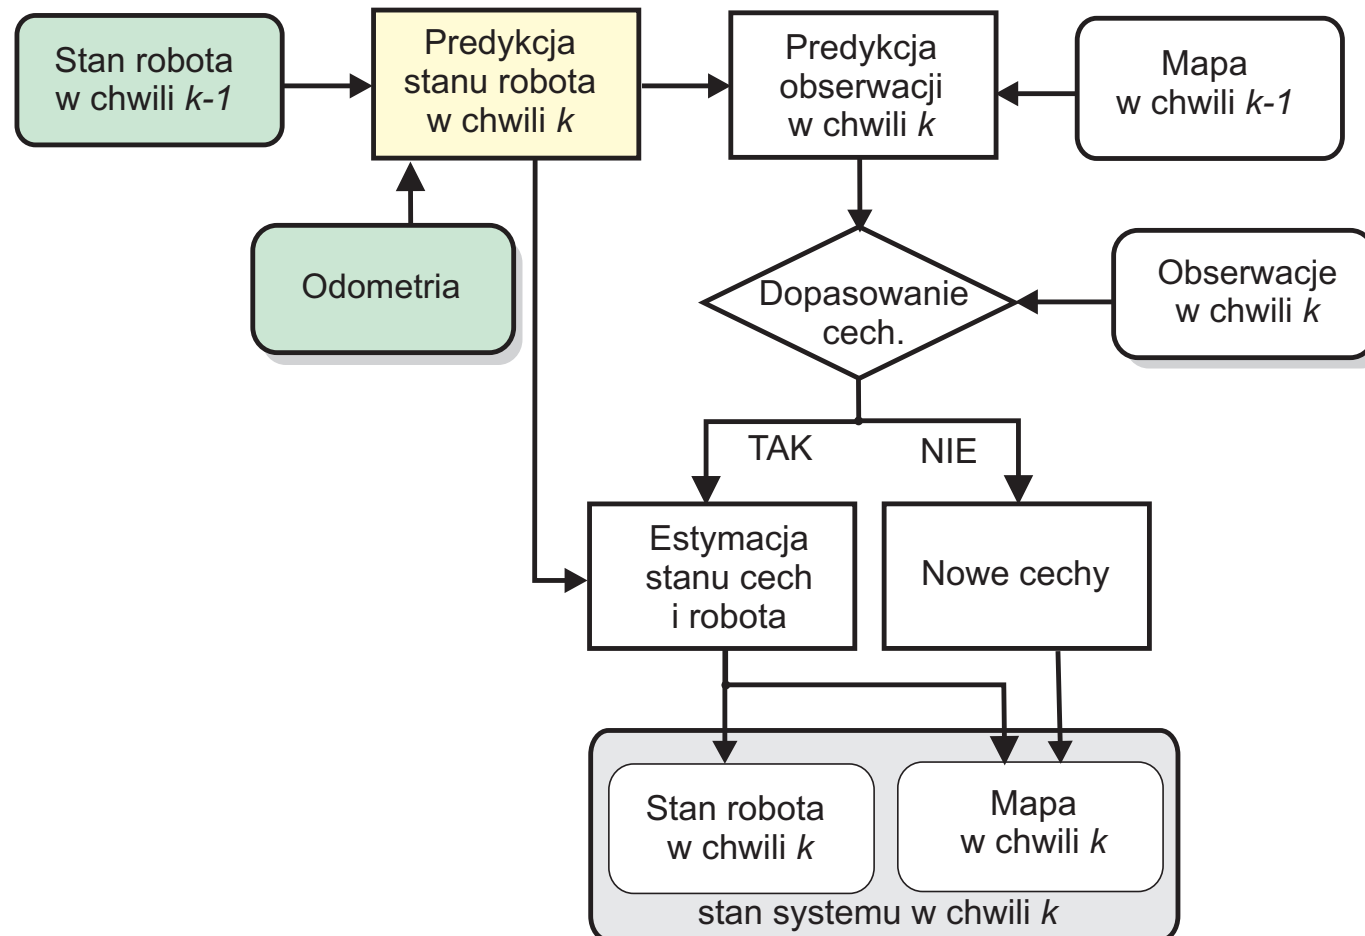 Stan robota
w chwili k-1
Predykcja
stanu robota
w chwili k
Predykcja
obserwacji
w chwili k
Mapa
w chwili k-1
Odometria
Dopasowanie
cech.
Obserwacje
w chwili k
TAK
NIE
Estymacja
stanu cech
i robota
Nowe cechy
Stan robota
w chwili k
Mapa
w chwili k
stan systemu w chwili k